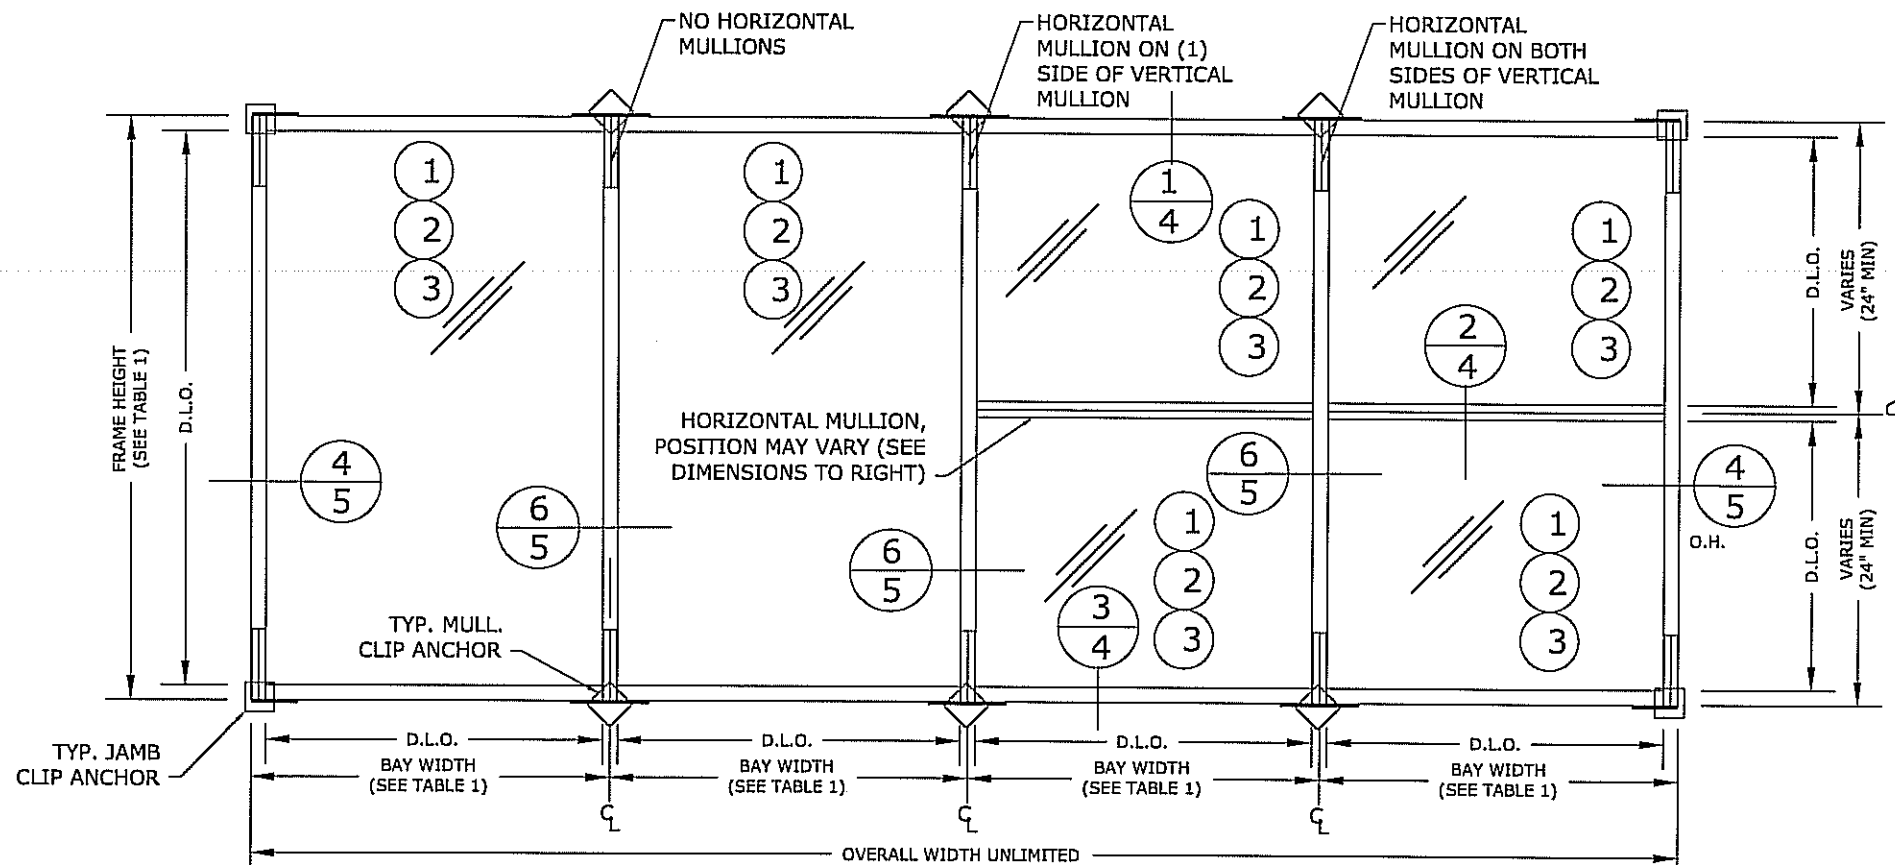 NO HORIZONTAL
MULLIONS
HORIZONTAL
MULLION ON (1)
SIDE OF VERTICAL
MULLION
HORIZONTAL
MULLION ON BOTH
SIDES OF VERTICAL
MULLION
1
2
3
1
2
3
1
4
1
2
3
1
2
3
2
4
FRAME HEIGHT
(SEE TABLE 1)
D.L.O.
D.L.O.
VARIES
(24" MIN)
HORIZONTAL MULLION,
POSITION MAY VARY (SEE
DIMENSIONS TO RIGHT)
4
5
6
5
6
5
6
5
4
5
O.H.
1
2
3
1
2
3
3
4
D.L.O.
VARIES
(24" MIN)
TYP. MULL.
CLIP ANCHOR
TYP. JAMB
CLIP ANCHOR
D.L.O.
D.L.O.
D.L.O.
D.L.O.
BAY WIDTH
(SEE TABLE 1)
BAY WIDTH
(SEE TABLE 1)
BAY WIDTH
(SEE TABLE 1)
BAY WIDTH
(SEE TABLE 1)
CL
CL
CL
OVERALL WIDTH UNLIMITED